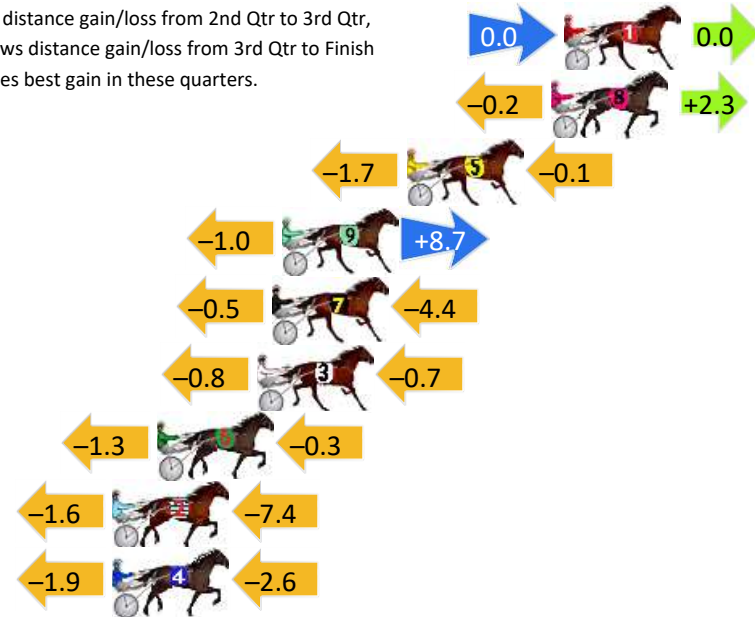 distance gain/loss from 2nd Qtr to 3rd Qtr,
ws distance gain/loss from 3rd Qtr to Finish
es best gain in these quarters.
0.0 1 0.0
–0.2 8 +2.3
–1.7 5 –0.1
–1.0 9 +8.7
–0.5 7 –4.4
–0.8 3 –0.7
–1.3 6 –0.3
–1.6 2 –7.4
–1.9 4 –2.6